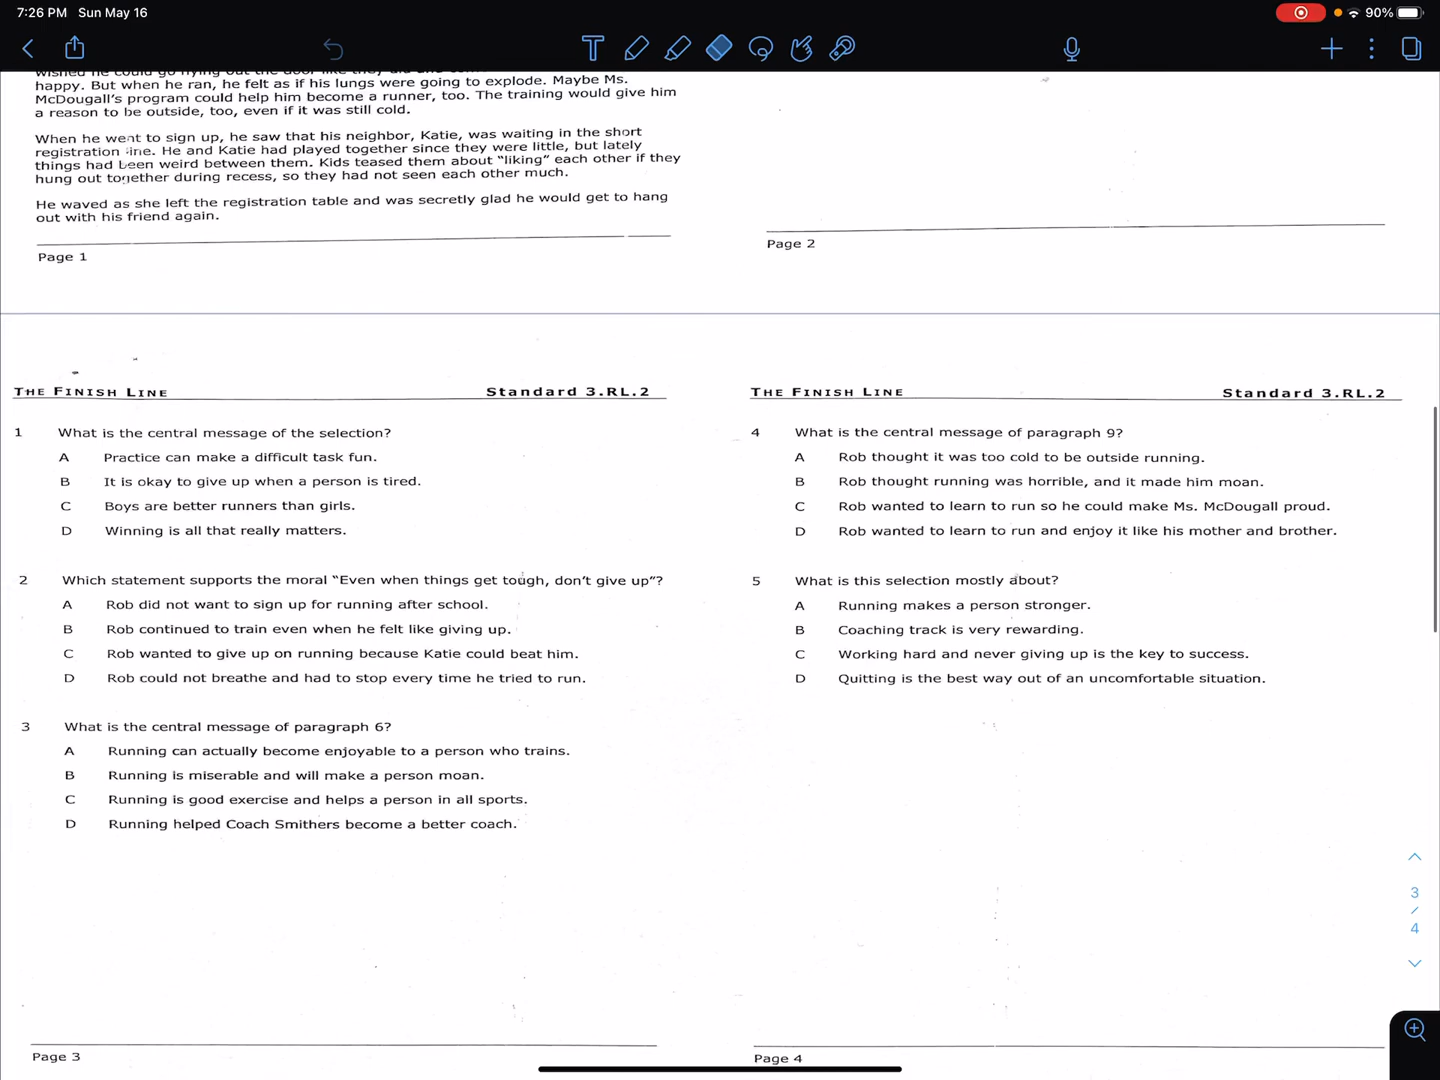 7:26 PM Sun May 16
90%
happy. But when he ran, he felt as if his lungs were going to explode. Maybe Ms.
McDougall's program could help him become a runner, too. The training would give him
a reason to be outside, too, even if it was still cold.
When he went to sign up, he saw that his neighbor, Katie, was waiting in the short
registration line. He and Katie had played together since they were little, but lately
things had been weird between them. Kids teased them about "liking" each other if they
hung out together during recess, so they had not seen each other much.
He waved as she left the registration table and was secretly glad he would get to hang
out with his friend again.
Page 1
Page 2
THE FINISH LINE Standard 3.RL.2
1 What is the central message of the selection?
A Practice can make a difficult task fun.
B It is okay to give up when a person is tired.
C Boys are better runners than girls.
D Winning is all that really matters.
2 Which statement supports the moral "Even when things get tough, don't give up"?
A Rob did not want to sign up for running after school.
B Rob continued to train even when he felt like giving up.
C Rob wanted to give up on running because Katie could beat him.
D Rob could not breathe and had to stop every time he tried to run.
3 What is the central message of paragraph 6?
A Running can actually become enjoyable to a person who trains.
B Running is miserable and will make a person moan.
C Running is good exercise and helps a person in all sports.
D Running helped Coach Smithers become a better coach.
Page 3
THE FINISH LINE Standard 3.RL.2
4 What is the central message of paragraph 9?
A Rob thought it was too cold to be outside running.
B Rob thought running was horrible, and it made him moan.
C Rob wanted to learn to run so he could make Ms. McDougall proud.
D Rob wanted to learn to run and enjoy it like his mother and brother.
5 What is this selection mostly about?
A Running makes a person stronger.
B Coaching track is very rewarding.
C Working hard and never giving up is the key to success.
D Quitting is the best way out of an uncomfortable situation.
Page 4
3
/
4